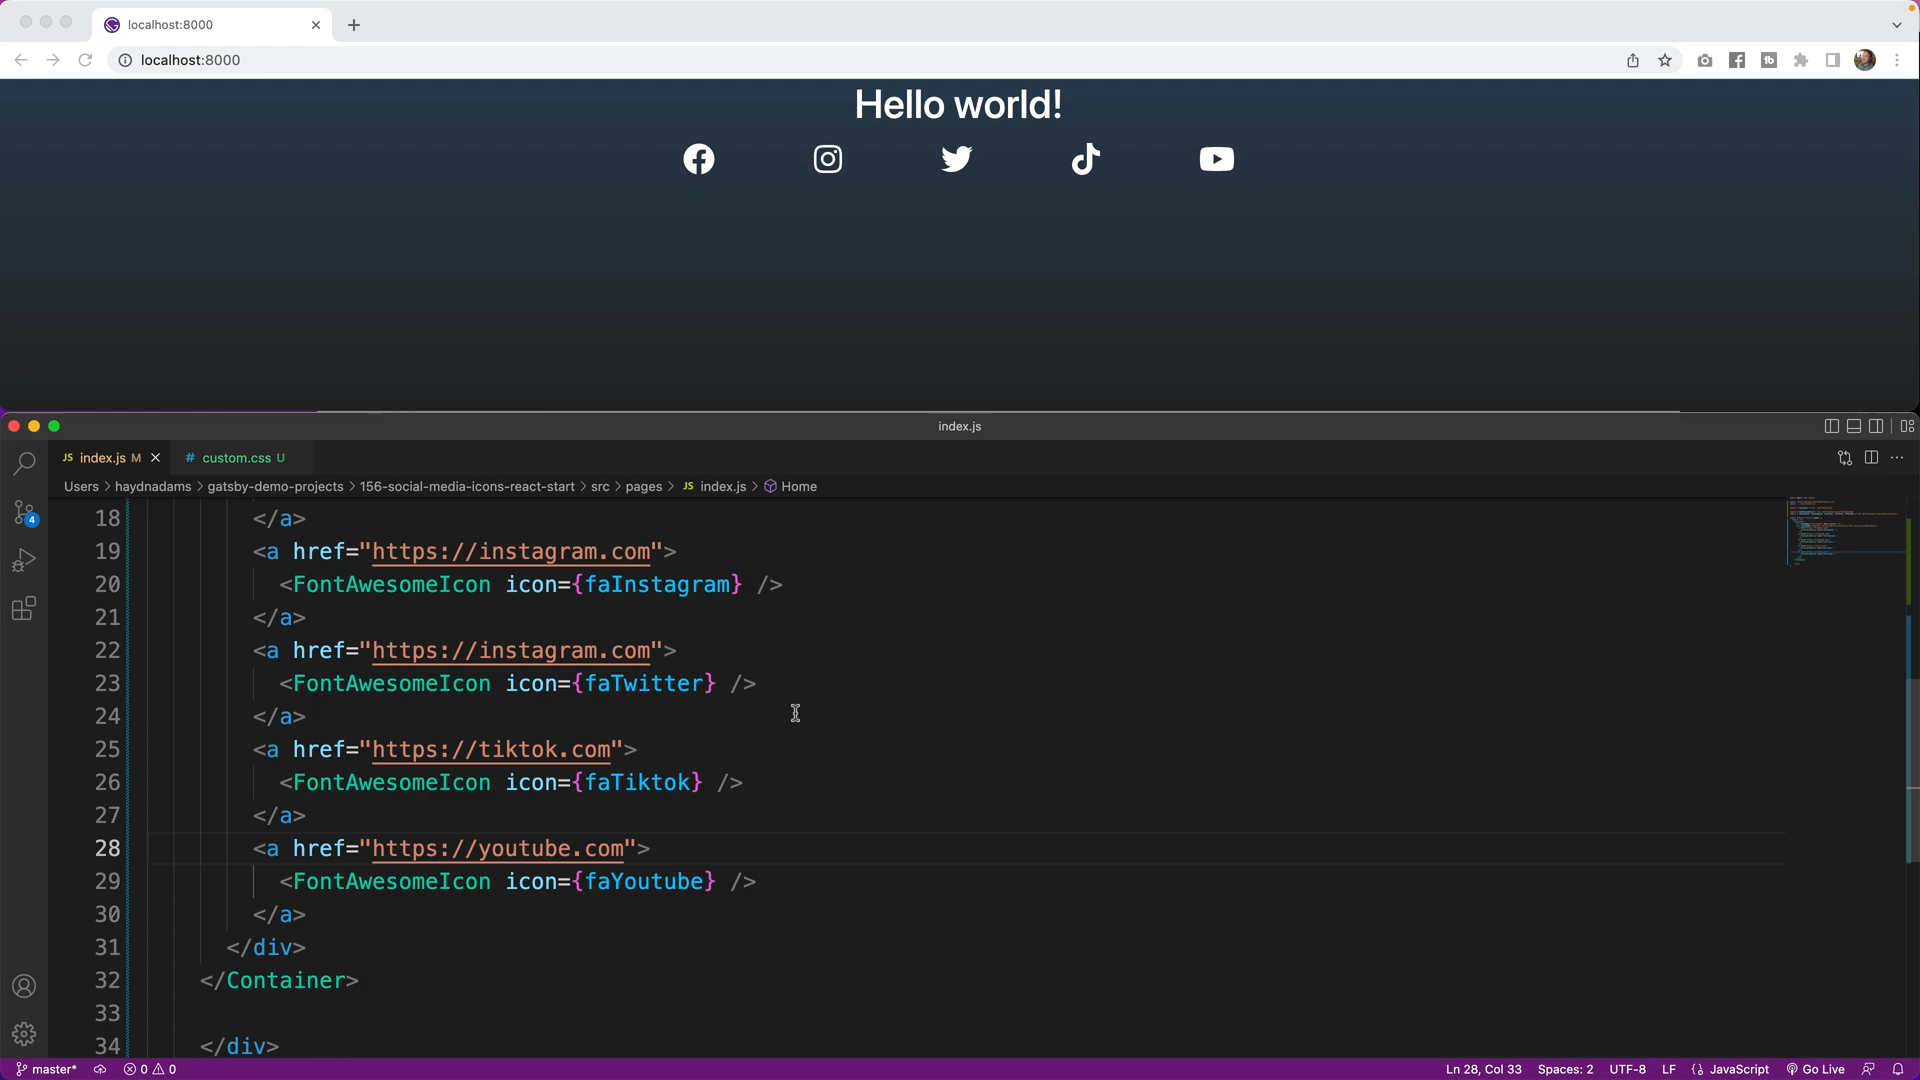 localhost:8000
localhost:8000
Hello world!
index.js
JS index.js M
# custom.css U
Users > haydnadams > gatsby-demo-projects > 156-social-media-icons-react-start > src > pages > JS index.js > Home
4
18 </a>
19 <a href="https://instagram.com">
20 <FontAwesomeIcon icon={faInstagram} />
21 </a>
22 <a href="https://instagram.com">
23 <FontAwesomeIcon icon={faTwitter} />
24 </a>
25 <a href="https://tiktok.com">
26 <FontAwesomeIcon icon={faTiktok} />
27 </a>
28 <a href="https://youtube.com">
29 <FontAwesomeIcon icon={faYoutube} />
30 </a>
31 </div>
32 </Container>
33
34 </div>
master* 0 0 Ln 28, Col 33 Spaces: 2 UTF-8 LF {} JavaScript Go Live